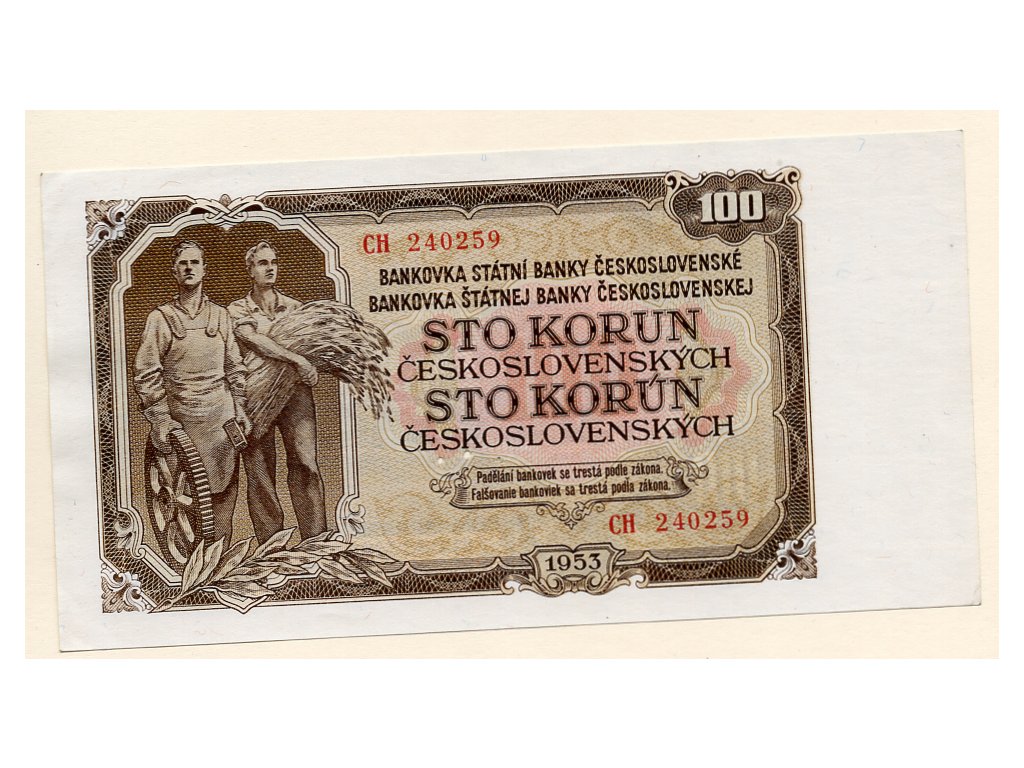 100
CH 240259
BANKOVKA STÁTNÍ BANKY ČESKOSLOVENSKÉ
BANKOVKA ŠTÁTNEJ BANKY ČESKOSLOVENSKEJ
STO KORUN
ČESKOSLOVENSKÝCH
STO KORÚN
ČESKOSLOVENSKÝCH
Padělání bankovek se trestá podle zákona.
Falšovanie bankoviek sa trestá podľa zákona.
CH 240259
1953